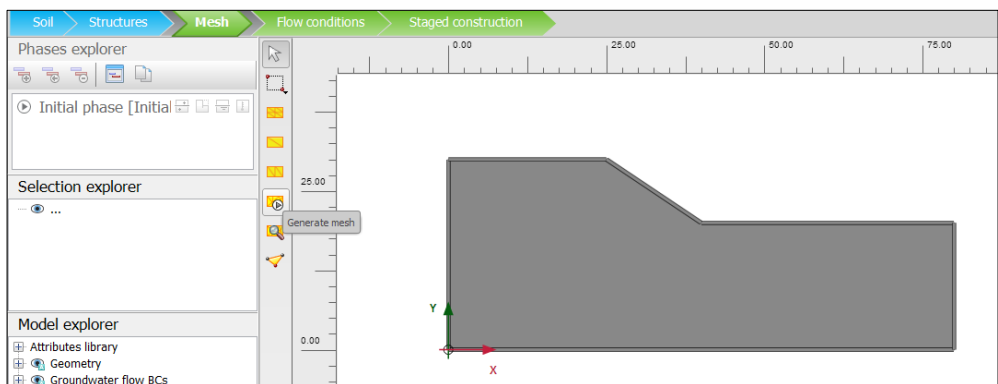 Soil Structures Mesh Flow conditions Staged construction
Phases explorer
Initial phase [Initial
Selection explorer
...
Generate mesh
Model explorer
Attributes library
Geometry
Groundwater flow BCs
0.00 25.00 50.00 75.00
25.00
0.00
Y
X